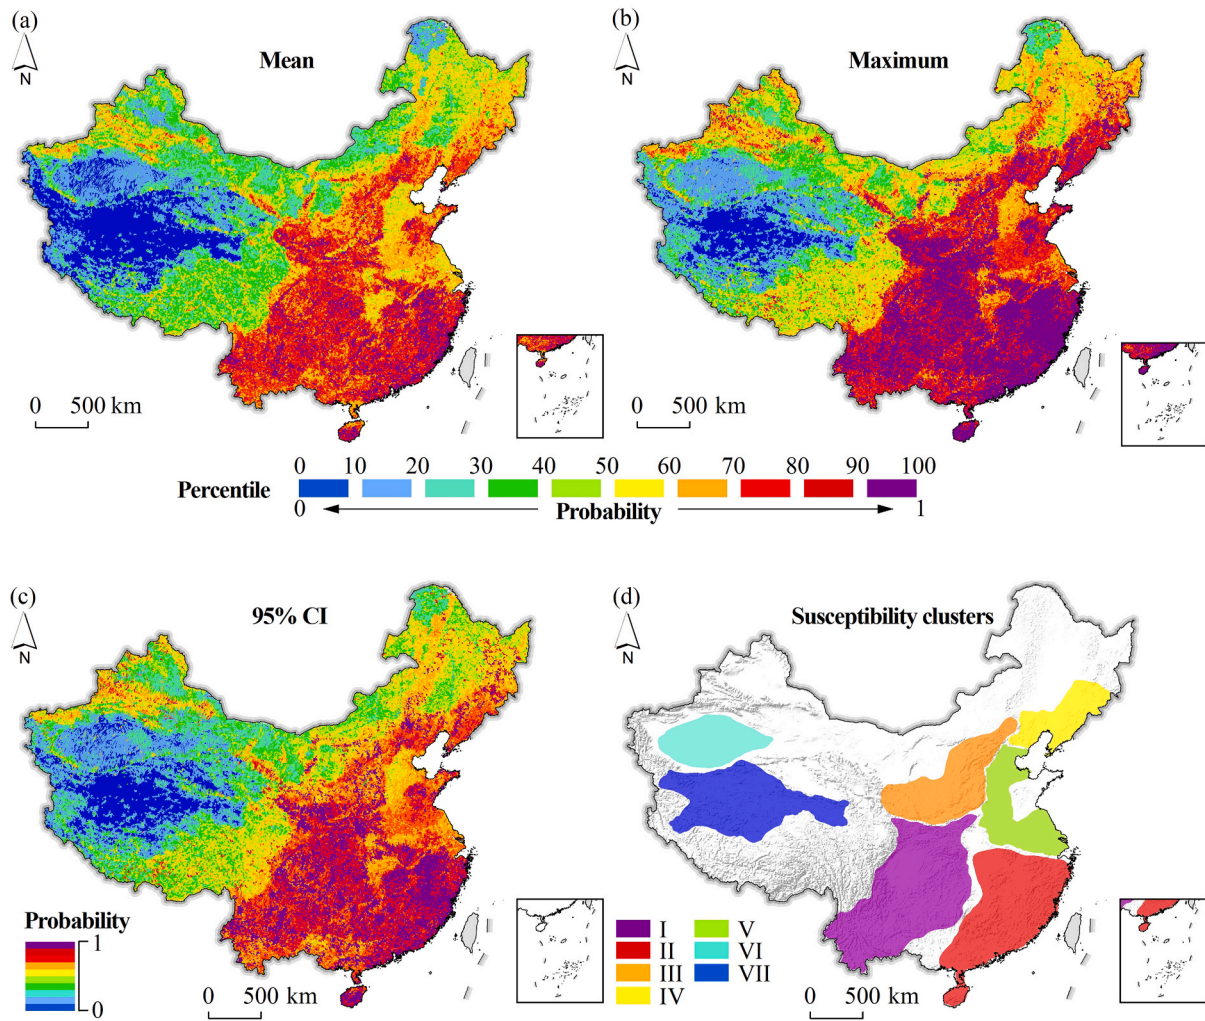 (a)
Mean
N
0 500 km
(b)
Maximum
N
0 500 km
0 10 20 30 40 50 60 70 80 90 100
Percentile
0 Probability 1
(c)
95% CI
N
Probability
1
0
0 500 km
(d)
Susceptibility clusters
N
I V
II VI
III VII
IV
0 500 km